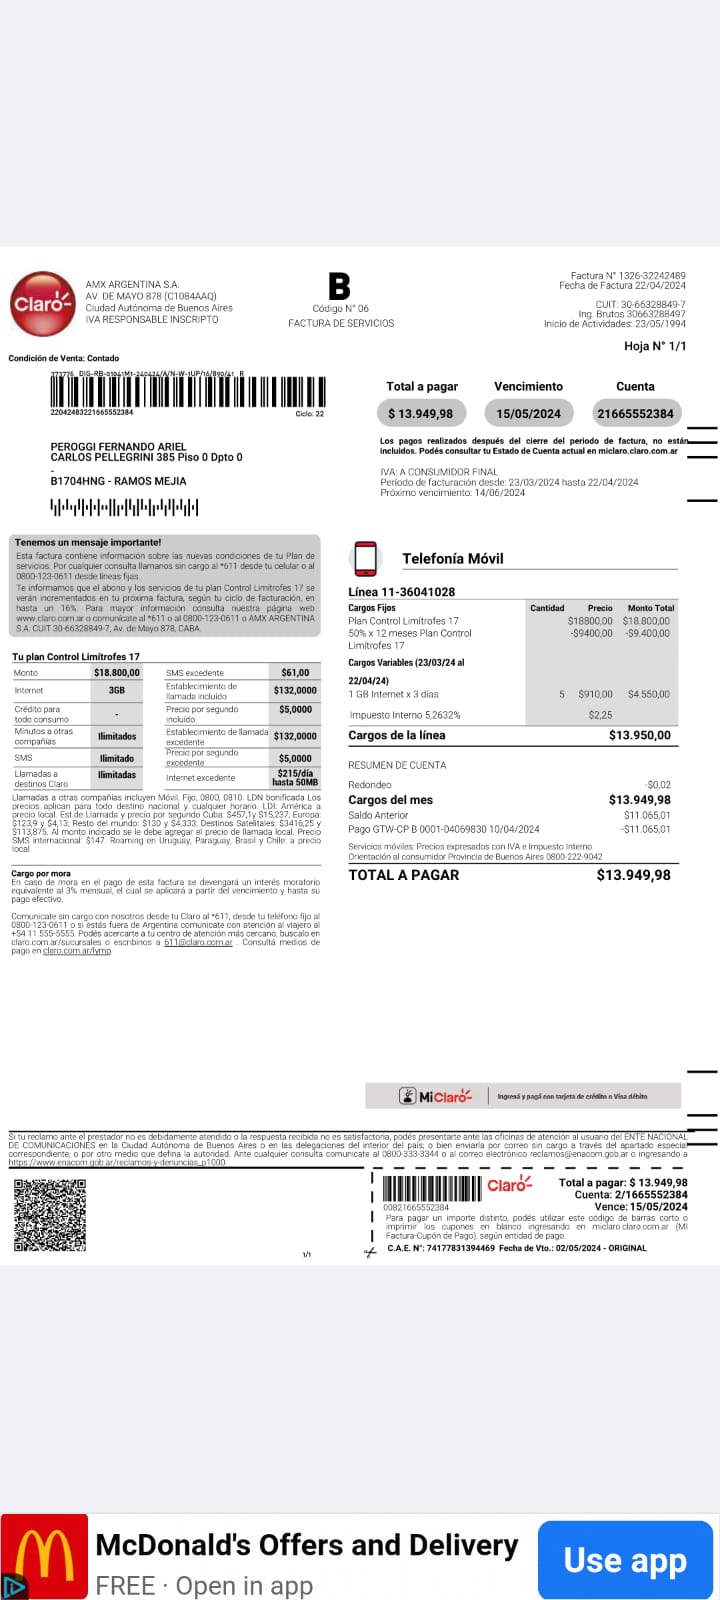 Claro
AMX ARGENTINA S.A.
AV. DE MAYO 878 (C1084AAQ)
Ciudad Autónoma de Buenos Aires
IVA RESPONSABLE INSCRIPTO
B
Código N° 06
FACTURA DE SERVICIOS
Factura N° 1326-32242489
Fecha de Factura 22/04/2024
CUIT: 30-66328849-7
Ing. Brutos 30663288497
Inicio de Actividades: 23/05/1994
Hoja N° 1/1
Condición de Venta: Contado
22042483221665552384
Ciclo: 22
PEROGGI FERNANDO ARIEL
CARLOS PELLEGRINI 385 Piso 0 Dpto 0
-
B1704HNG - RAMOS MEJIA
Total a pagar Vencimiento Cuenta
$ 13.949,98 15/05/2024 21665552384
Los pagos realizados después del cierre del periodo de factura, no están
incluidos. Podés consultar tu Estado de Cuenta actual en miclaro.claro.com.ar
IVA: A CONSUMIDOR FINAL
Período de facturación desde: 23/03/2024 hasta 22/04/2024
Próximo vencimiento: 14/06/2024
Tenemos un mensaje importante!
Esta factura contiene información sobre las nuevas condiciones de tu Plan de
servicios. Por cualquier consulta llamanos sin cargo al *611 desde tu celular o al
0800-123-0611 desde líneas fijas.
Te informamos que el abono y los servicios de tu plan Control Limítrofes 17 se
verán incrementados en tu próxima factura, según tu ciclo de facturación, en
hasta un 16%. Para mayor información consulta nuestra página web
www.claro.com.ar o comunicate al *611 o al 0800-123-0611 o AMX ARGENTINA
S.A. CUIT 30-66328849-7, Av. de Mayo 878, CABA.
Tu plan Control Limítrofes 17
Monto $18.800,00 SMS excedente $61,00
Internet 3GB Establecimiento de llamada incluído $132,0000
Crédito para todo consumo - Precio por segundo incluído $5,0000
Minutos a otras compañías Ilimitados Establecimiento de llamada excedente $132,0000
SMS Ilimitado Precio por segundo excedente $5,0000
Llamadas a destinos Claro Ilimitadas Internet excedente $215/día hasta 50MB
Llamadas a otras compañías incluyen Móvil, Fijo, 0800, 0810. LDN bonificada Los
precios aplican para todo destino nacional y cualquier horario. LDI: América a
precio local. Est.de Llamada y precio por segundo Cuba: $457,1y $15,237; Europa:
$123,9 y $4,13; Resto del mundo: $130 y $4,333; Destinos Satelitales: $3416,25 y
$113,875. Al monto indicado se le debe agregar el precio de llamada local. Precio
SMS internacional: $147. Roaming en Uruguay, Paraguay, Brasil y Chile: a precio
local.
Cargo por mora
En caso de mora en el pago de esta factura se devengará un interés moratorio
equivalente al 3% mensual, el cual se aplicará a partir del vencimiento y hasta su
pago efectivo.
Comunicate sin cargo con nosotros desde tu Claro al *611, desde tu teléfono fijo al
0800-123-0611 o si estás fuera de Argentina comunicate con atención al viajero al
+54 11 555-5555. Podés acercarte a tu centro de atención más cercano, buscalo en
claro.com.ar/sucursales o escribinos a 611@claro.com.ar . Consultá medios de
pago en claro.com.ar/lymp.
Telefonía Móvil
Línea 11-36041028
Cargos Fijos Cantidad Precio Monto Total
Plan Control Limítrofes 17 $18800,00 $18.800,00
50% x 12 meses Plan Control -$9400,00 -$9.400,00
Limítrofes 17
Cargos Variables (23/03/24 al
22/04/24)
1 GB Internet x 3 días 5 $910,00 $4.550,00
Impuesto Interno 5,2632% $2,25
Cargos de la línea $13.950,00
RESUMEN DE CUENTA
Redondeo -$0,02
Cargos del mes $13.949,98
Saldo Anterior $11.065,01
Pago GTW-CP B 0001-04069830 10/04/2024 -$11.065,01
Servicios móviles: Precios expresados con IVA e Impuesto Interno.
Orientación al consumidor Provincia de Buenos Aires 0800-222-9042
TOTAL A PAGAR $13.949,98
MiClaro Ingresá y pagá con tarjeta de crédito o Visa débito
Si tu reclamo ante el prestador no es debidamente atendido o la respuesta recibida no es satisfactoria, podés presentarte ante las oficinas de atención al usuario del ENTE NACIONAL
DE COMUNICACIONES en la Ciudad Autónoma de Buenos Aires o en las delegaciones del interior del país; o bien enviarla por correo sin cargo a través del apartado especial
correspondiente, o por otro medio que defina la autoridad. Ante cualquier consulta comunicate al 0800-333-3344 o al correo electrónico reclamos@enacom.gob.ar o ingresando a
https://www.enacom.gob.ar/reclamos-y-denuncias_p1000.
1/1
Claro
00821665552384
Total a pagar: $ 13.949,98
Cuenta: 2/1665552384
Vence: 15/05/2024
Para pagar un importe distinto, podés utilizar este código de barras corto o
imprimir los cupones en blanco ingresando en miclaro.claro.com.ar (Mi
Factura-Cupón de Pago), según entidad de pago.
C.A.E. N°: 74177831394469 Fecha de Vto.: 02/05/2024 - ORIGINAL
McDonald's Offers and Delivery
FREE · Open in app
Use app